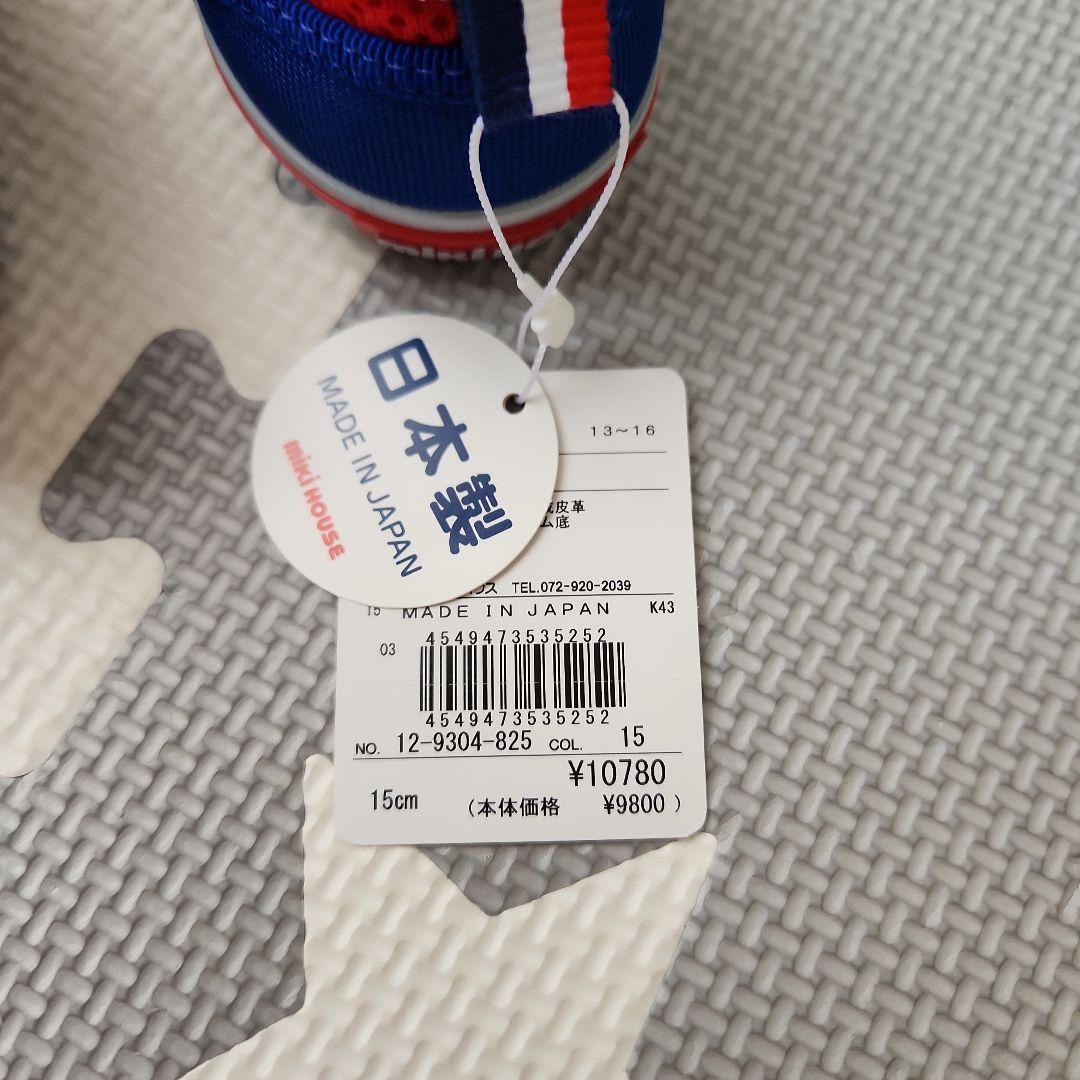 日本製
MADE IN JAPAN
miki HOUSE
13~16
皮革
ム底
ウス TEL.072-920-2039
15 MADE IN JAPAN K43
03 4549473535252
4549473535252
NO. 12-9304-825 COL. 15
¥10780
15cm (本体価格 ¥9800)